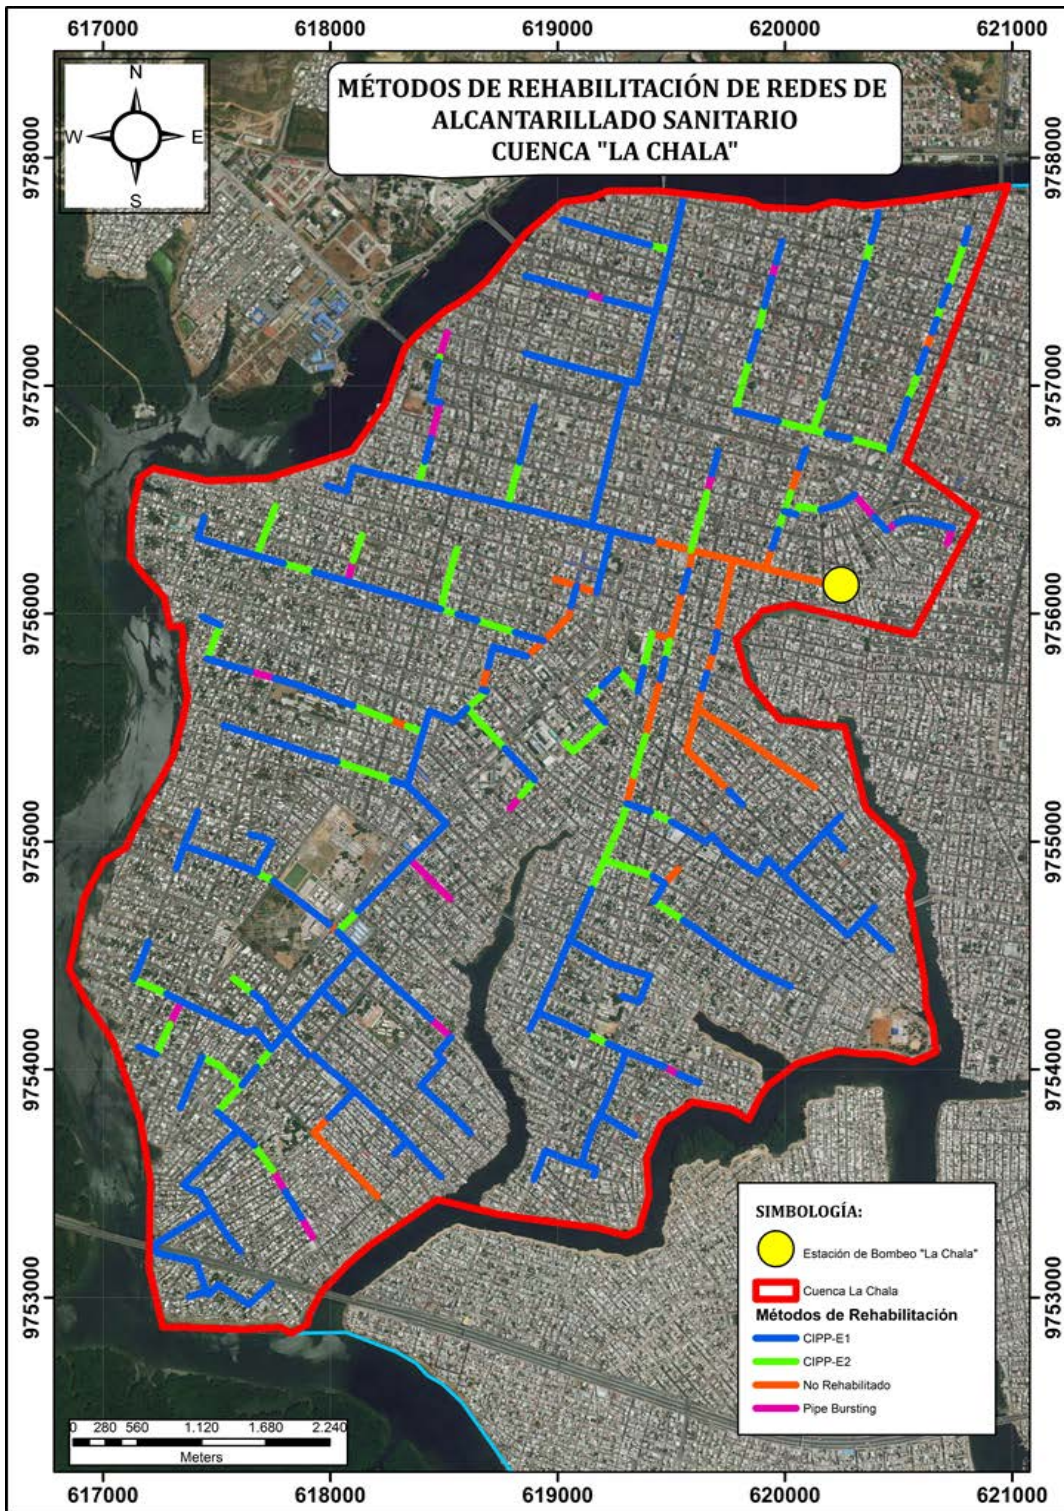 617000 618000 619000 620000 621000
N
W E
S
MÉTODOS DE REHABILITACIÓN DE REDES DE
ALCANTARILLADO SANITARIO
CUENCA "LA CHALA"
9758000 9758000
9757000 9757000
9756000 9756000
9755000 9755000
9754000 9754000
9753000 9753000
SIMBOLOGÍA:
Estación de Bombeo "La Chala"
Cuenca La Chala
Métodos de Rehabilitación
CIPP-E1
CIPP-E2
No Rehabilitado
Pipe Bursting
0 280 560 1.120 1.680 2.240
Meters
617000 618000 619000 620000 621000